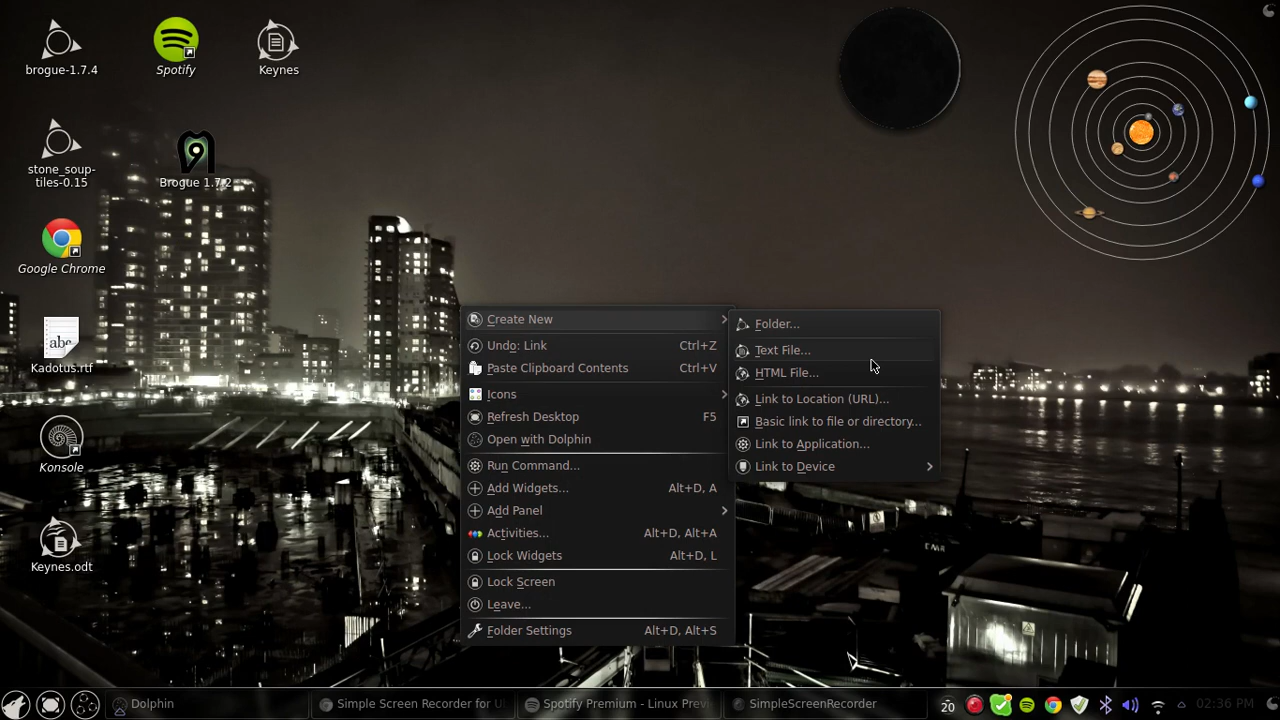 brogue-1.7.4
Spotify
Keynes
stone_soup-
tiles-0.15
Brogue 1.7.2
Google Chrome
abc
Kadotus.rtf
Konsole
Keynes.odt
Create New
Undo: Link Ctrl+Z
Paste Clipboard Contents Ctrl+V
Icons
Refresh Desktop F5
Open with Dolphin
Run Command...
Add Widgets... Alt+D, A
Add Panel
Activities... Alt+D, Alt+A
Lock Widgets Alt+D, L
Lock Screen
Leave...
Folder Settings Alt+D, Alt+S
Folder...
Text File...
HTML File...
Link to Location (URL)...
Basic link to file or directory...
Link to Application...
Link to Device
Dolphin
Simple Screen Recorder for U
Spotify Premium - Linux Previ
SimpleScreenRecorder
20
02:36 PM